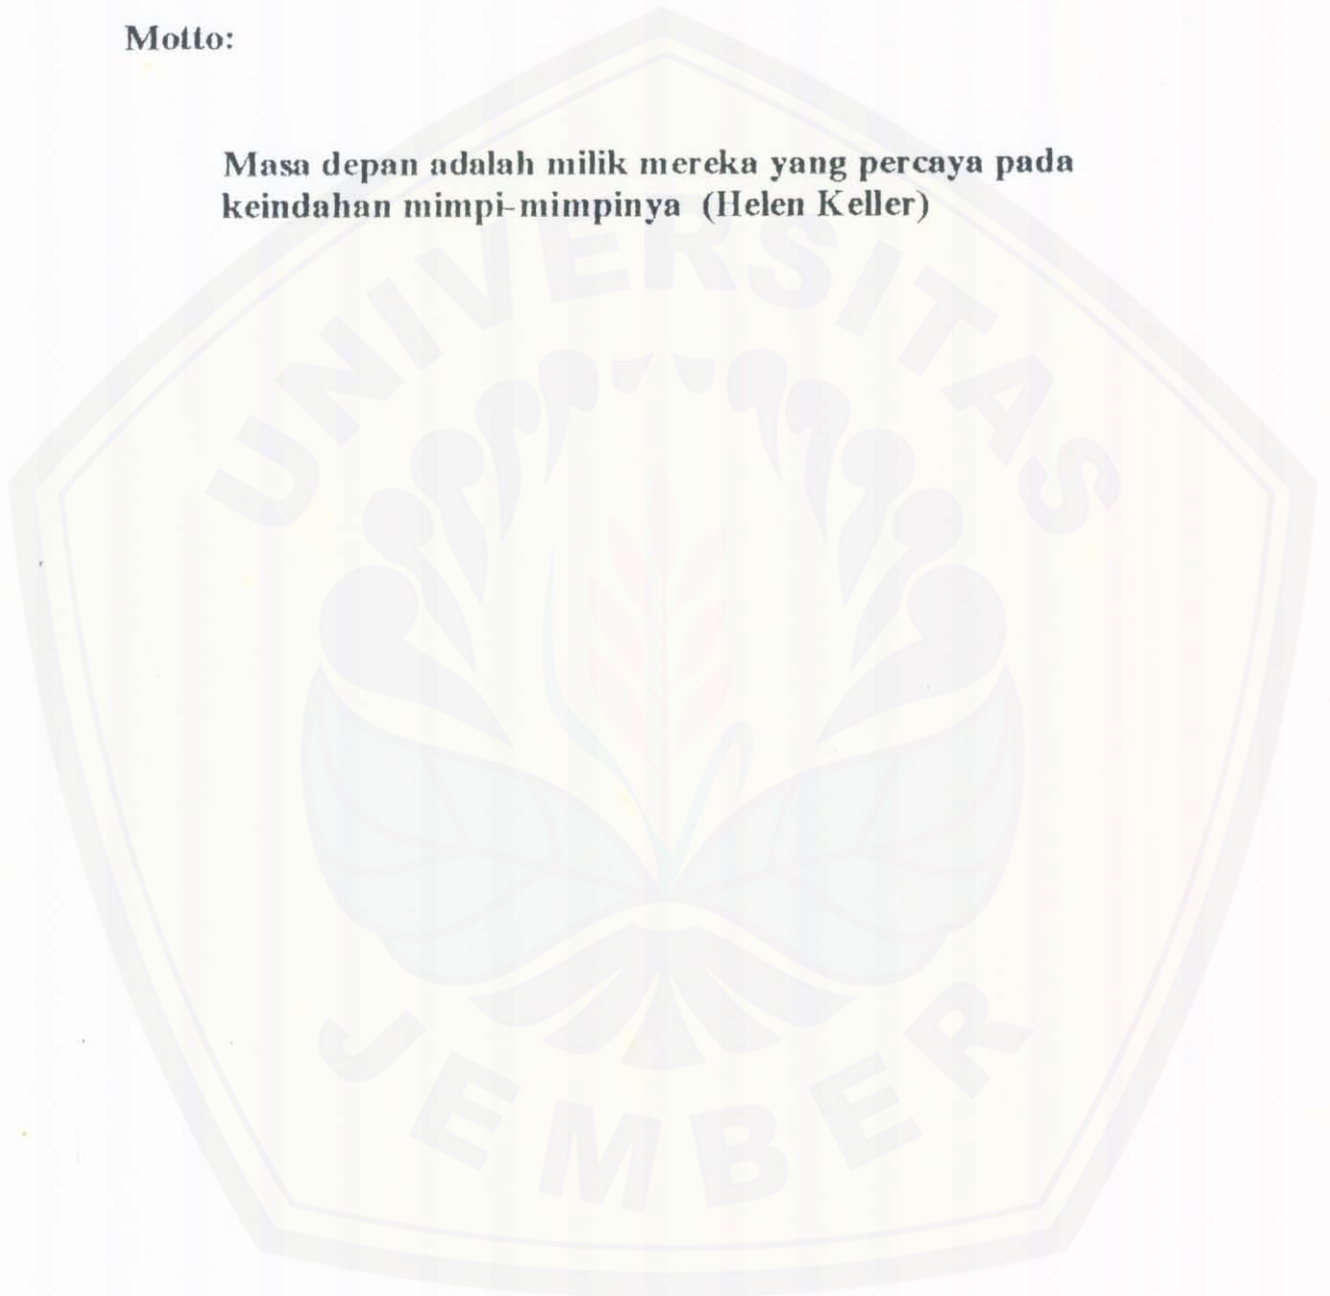 Motto:
Masa depan adalah milik mereka yang percaya pada
keindahan mimpi-mimpinya (Helen Keller)
UNIVERSITAS
JEMBER